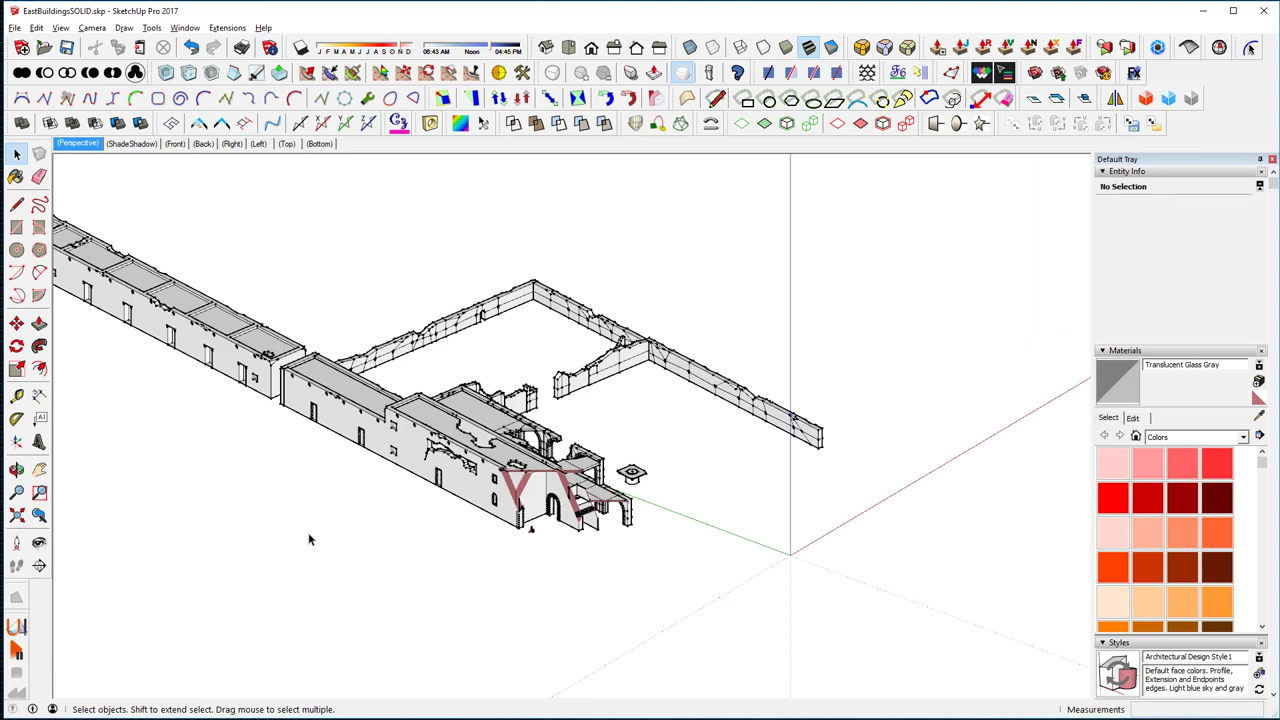 EastBuildingsSOLID.skp - SketchUp Pro 2017
File Edit View Camera Draw Tools Window Extensions Help
J F M A M J J A S O N D
06:43 AM Noon 04:45 PM
(Perspective) (ShadeShadow) (Front) (Back) (Right) (Left) (Top) (Bottom)
Default Tray
Entity Info
No Selection
Materials
Translucent Glass Gray
Select Edit
Colors
Styles
Architectural Design Style1
Default face colors. Profile,
Extension and Endpoints
edges. Light blue sky and gray
Select objects. Shift to extend select. Drag mouse to select multiple.
Measurements